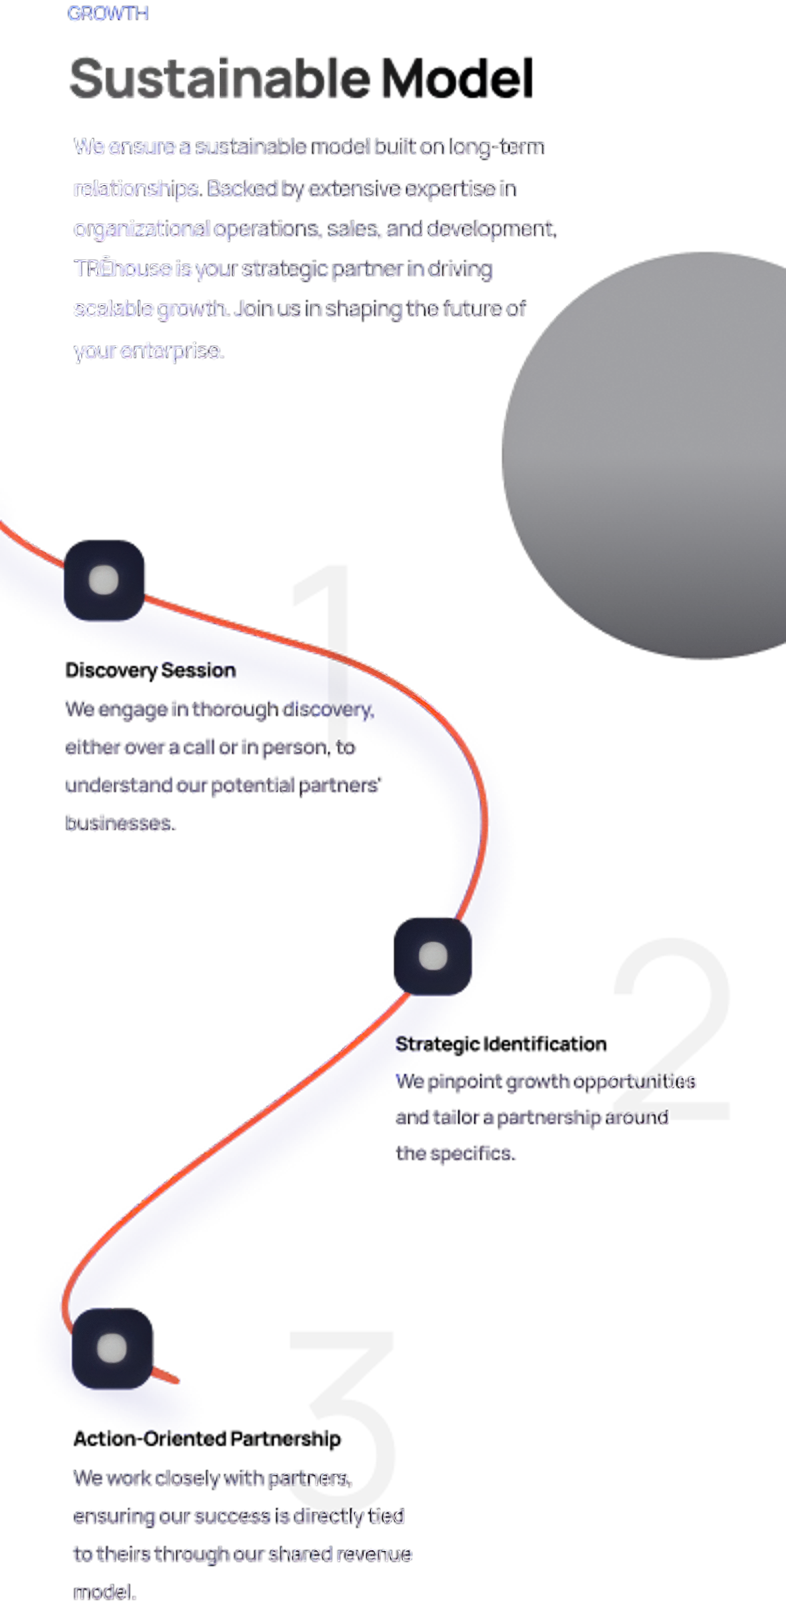 GROWTH
Sustainable Model
We ensure a sustainable model built on long-term
relationships. Backed by extensive expertise in
organizational operations, sales, and development,
TRĒhouse is your strategic partner in driving
scalable growth. Join us in shaping the future of
your enterprise.
1
Discovery Session
We engage in thorough discovery,
either over a call or in person, to
understand our potential partners'
businesses.
2
Strategic Identification
We pinpoint growth opportunities
and tailor a partnership around
the specifics.
3
Action-Oriented Partnership
We work closely with partners,
ensuring our success is directly tied
to theirs through our shared revenue
model.